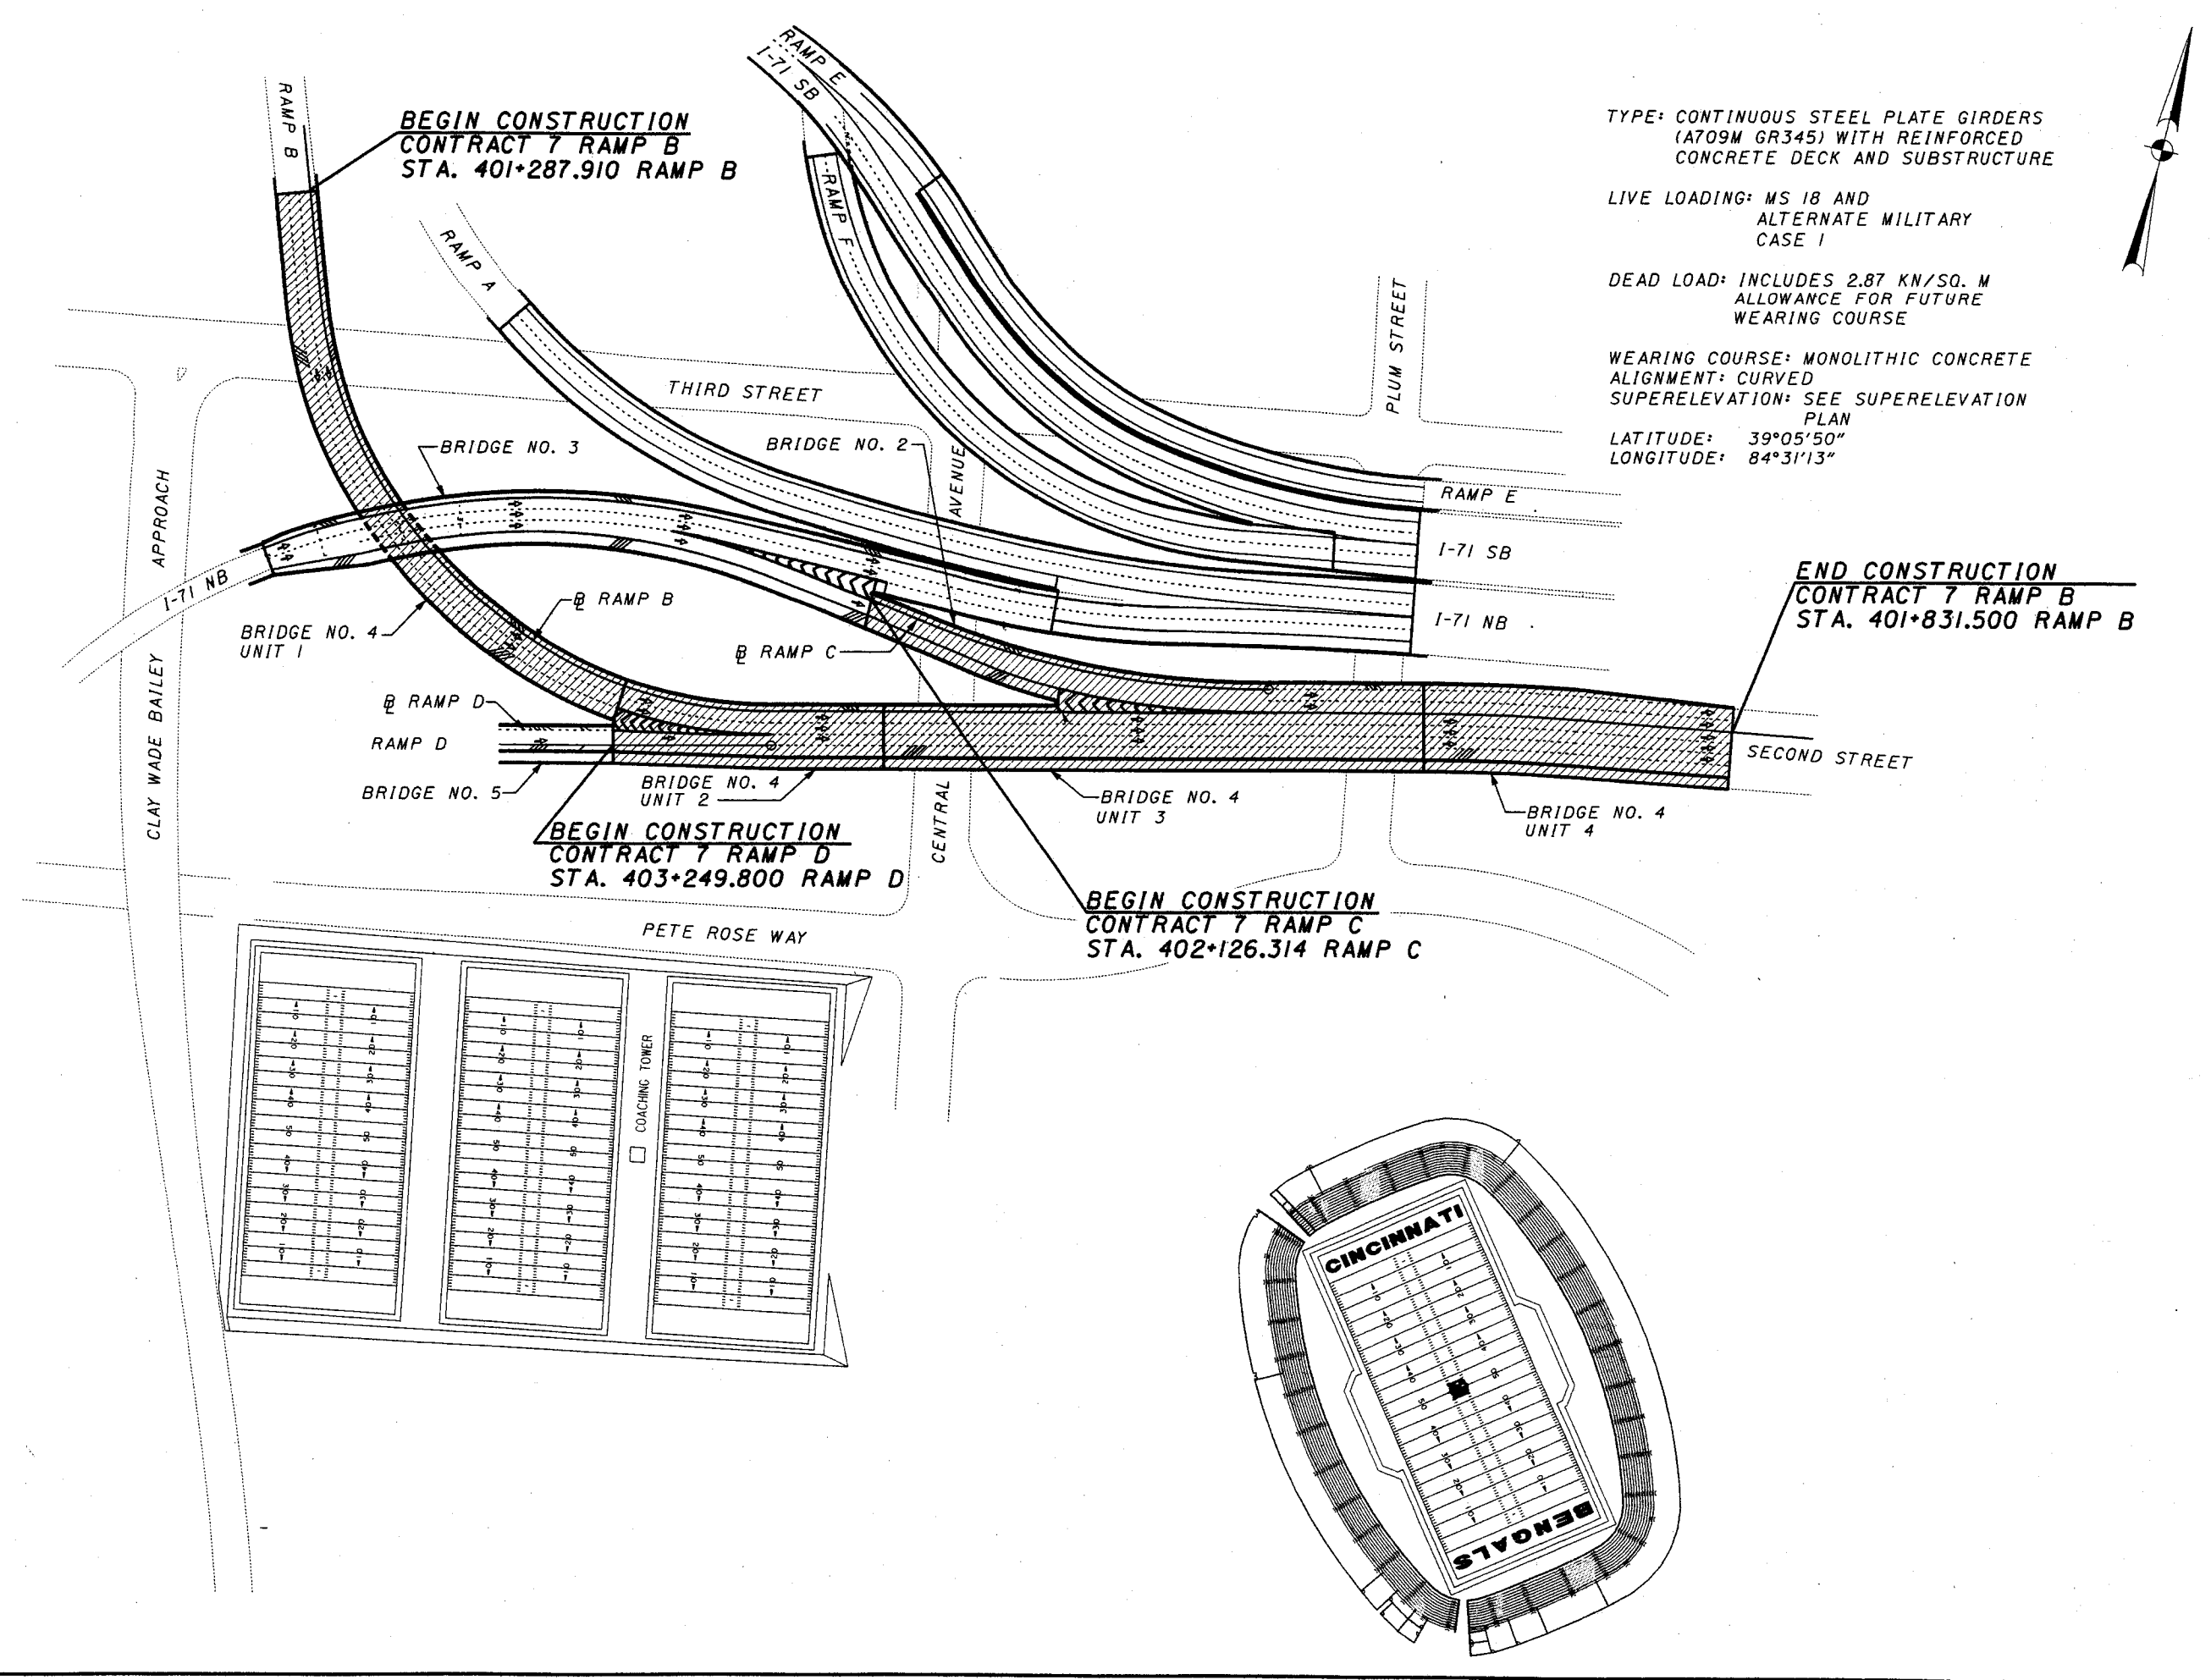 RAMP E
I-71 SB
RAMP B
BEGIN CONSTRUCTION
CONTRACT 7 RAMP B
STA. 401+287.910 RAMP B
TYPE: CONTINUOUS STEEL PLATE GIRDERS
(A709M GR345) WITH REINFORCED
CONCRETE DECK AND SUBSTRUCTURE
LIVE LOADING: MS 18 AND
ALTERNATE MILITARY
CASE I
DEAD LOAD: INCLUDES 2.87 KN/SQ. M
ALLOWANCE FOR FUTURE
WEARING COURSE
WEARING COURSE: MONOLITHIC CONCRETE
ALIGNMENT: CURVED
SUPERELEVATION: SEE SUPERELEVATION
PLAN
LATITUDE: 39°05'50"
LONGITUDE: 84°31'13"
RAMP F
RAMP A
PLUM STREET
THIRD STREET
BRIDGE NO. 3
BRIDGE NO. 2
AVENUE
RAMP E
I-71 SB
I-71 NB
APPROACH
I-71 NB
BRIDGE NO. 4
UNIT 1
℄ RAMP B
℄ RAMP C
END CONSTRUCTION
CONTRACT 7 RAMP B
STA. 401+831.500 RAMP B
CLAY WADE BAILEY
℄ RAMP D
RAMP D
BRIDGE NO. 5
BRIDGE NO. 4
UNIT 2
CENTRAL
BRIDGE NO. 4
UNIT 3
BRIDGE NO. 4
UNIT 4
SECOND STREET
BEGIN CONSTRUCTION
CONTRACT 7 RAMP D
STA. 403+249.800 RAMP D
BEGIN CONSTRUCTION
CONTRACT 7 RAMP C
STA. 402+126.314 RAMP C
PETE ROSE WAY
COACHING TOWER
CINCINNATI
BENGALS